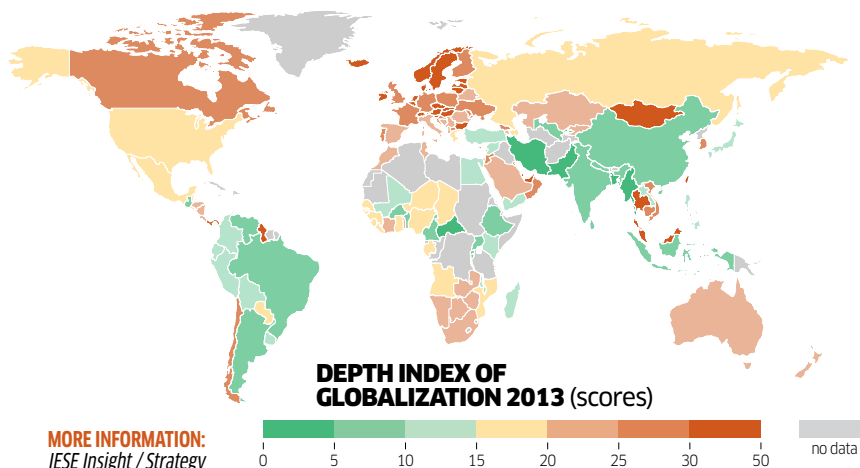 DEPTH INDEX OF
GLOBALIZATION 2013 (scores)
MORE INFORMATION:
IESE Insight / Strategy
0 5 10 15 20 25 30 50
no data